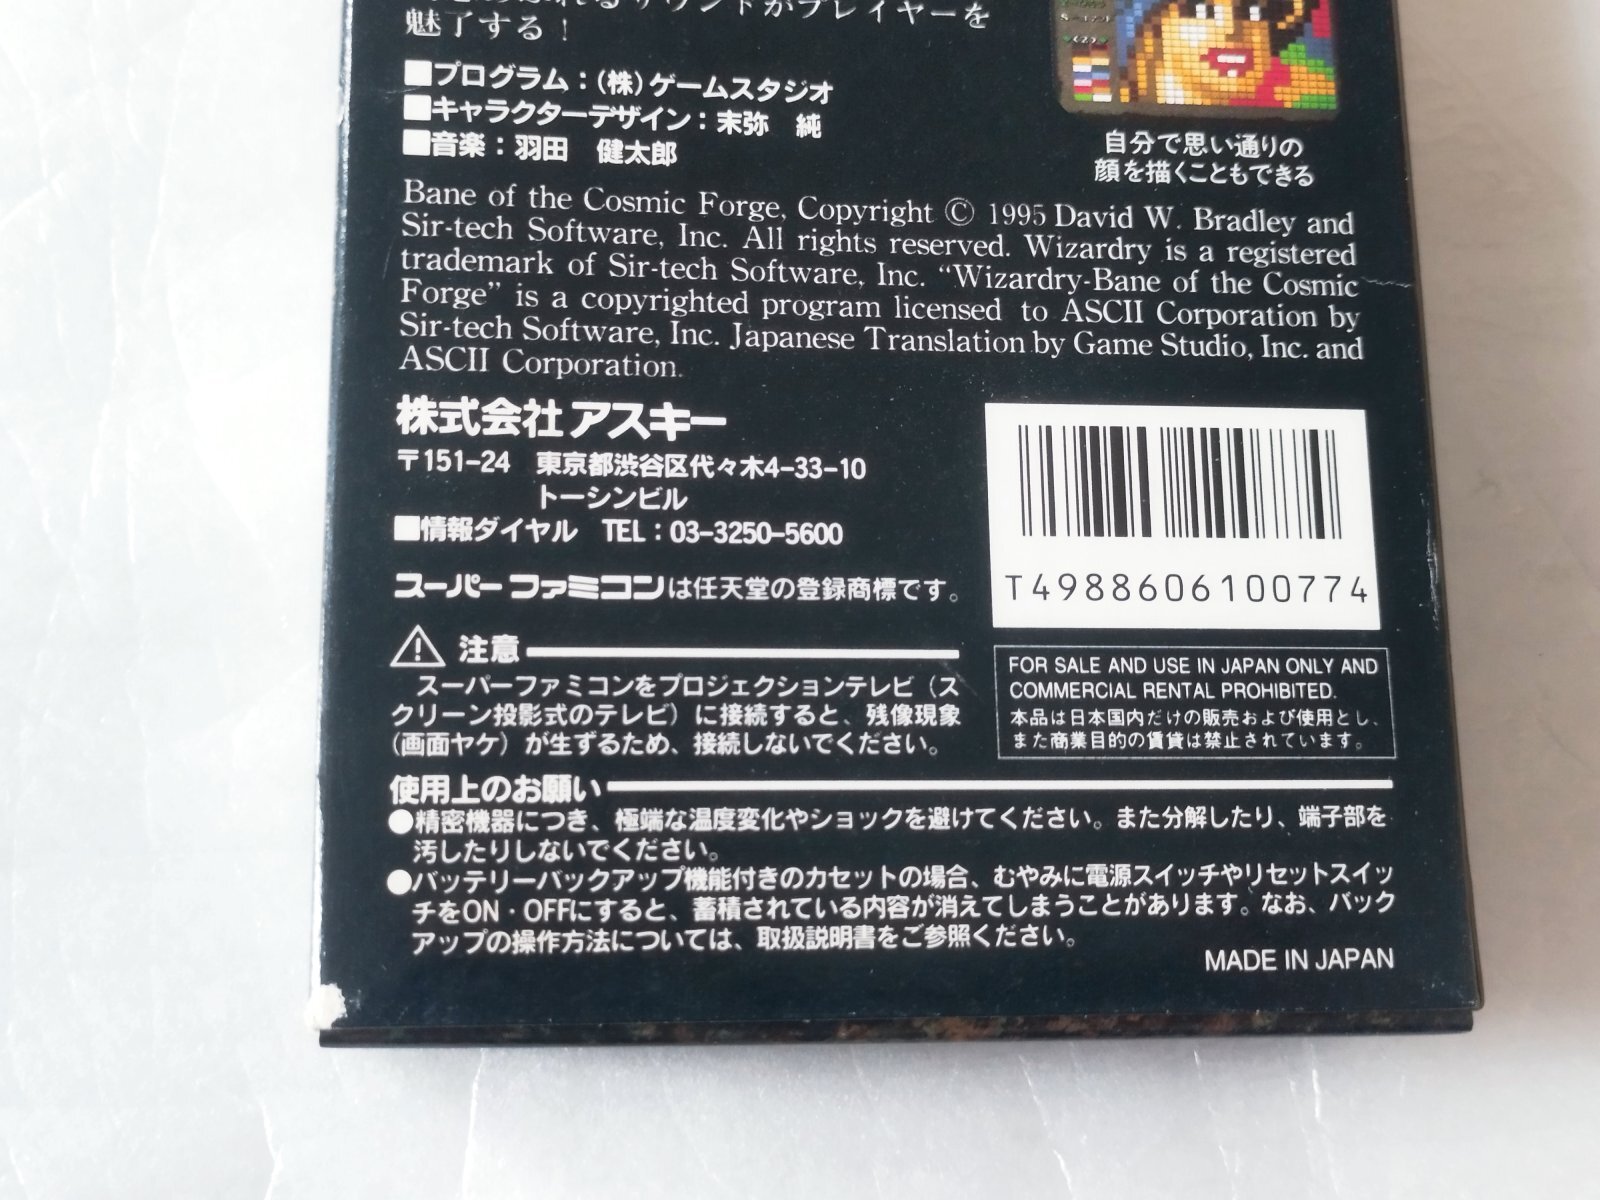 サウンドがプレイヤーを
魅了する!
■プログラム:(株)ゲームスタジオ
■キャラクターデザイン:末弥 純
■音楽:羽田 健太郎
自分で思い通りの
顔を描くこともできる
Bane of the Cosmic Forge, Copyright © 1995 David W. Bradley and
Sir-tech Software, Inc. All rights reserved. Wizardry is a registered
trademark of Sir-tech Software, Inc. “Wizardry-Bane of the Cosmic
Forge” is a copyrighted program licensed to ASCII Corporation by
Sir-tech Software, Inc. Japanese Translation by Game Studio, Inc. and
ASCII Corporation.
株式会社アスキー
〒151-24 東京都渋谷区代々木4-33-10
トーシンビル
■情報ダイヤル TEL:03-3250-5600
スーパーファミコンは任天堂の登録商標です。
T4988606100774
注意
スーパーファミコンをプロジェクションテレビ(ス
クリーン投影式のテレビ)に接続すると、残像現象
(画面ヤケ)が生ずるため、接続しないでください。
FOR SALE AND USE IN JAPAN ONLY AND
COMMERCIAL RENTAL PROHIBITED.
本品は日本国内だけの販売および使用とし、
また商業目的の賃貸は禁止されています。
使用上のお願い
●精密機器につき、極端な温度変化やショックを避けてください。また分解したり、端子部を
汚したりしないでください。
●バッテリーバックアップ機能付きのカセットの場合、むやみに電源スイッチやリセットスイッ
チをON・OFFにすると、蓄積されている内容が消えてしまうことがあります。なお、バック
アップの操作方法については、取扱説明書をご参照ください。
MADE IN JAPAN